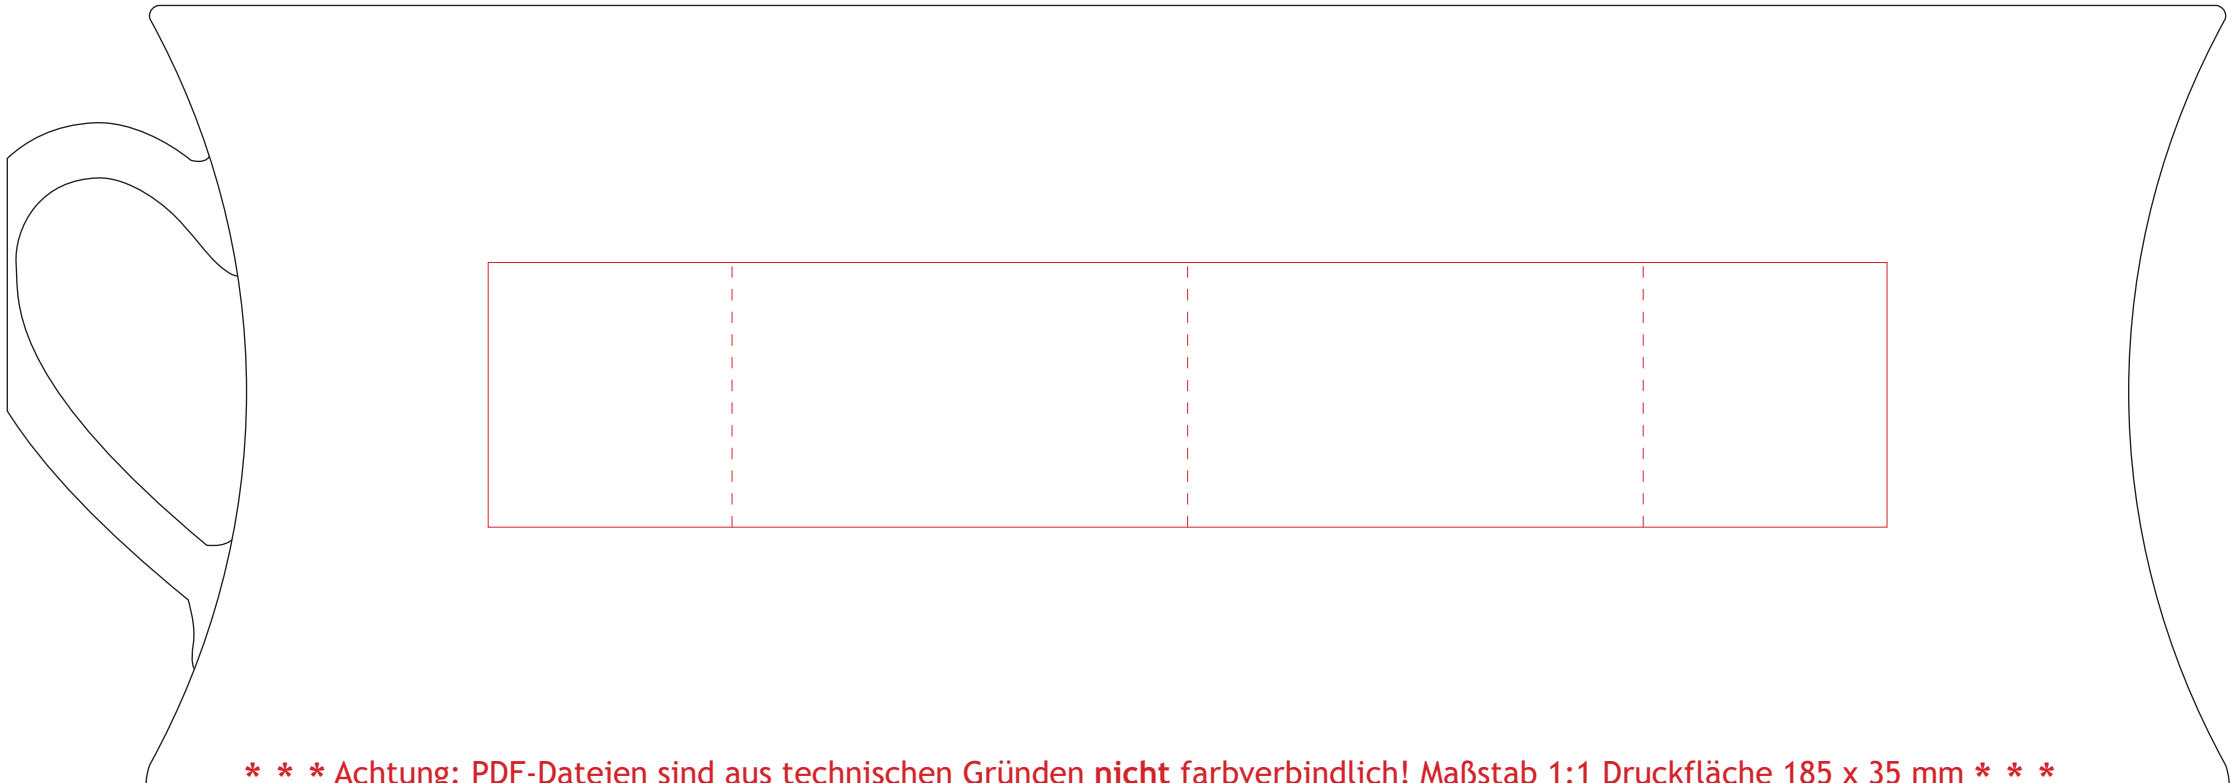 * * * Achtung: PDF-Dateien sind aus technischen Gründen nicht farbverbindlich! Maßstab 1:1 Druckfläche 185 x 35 mm * * *